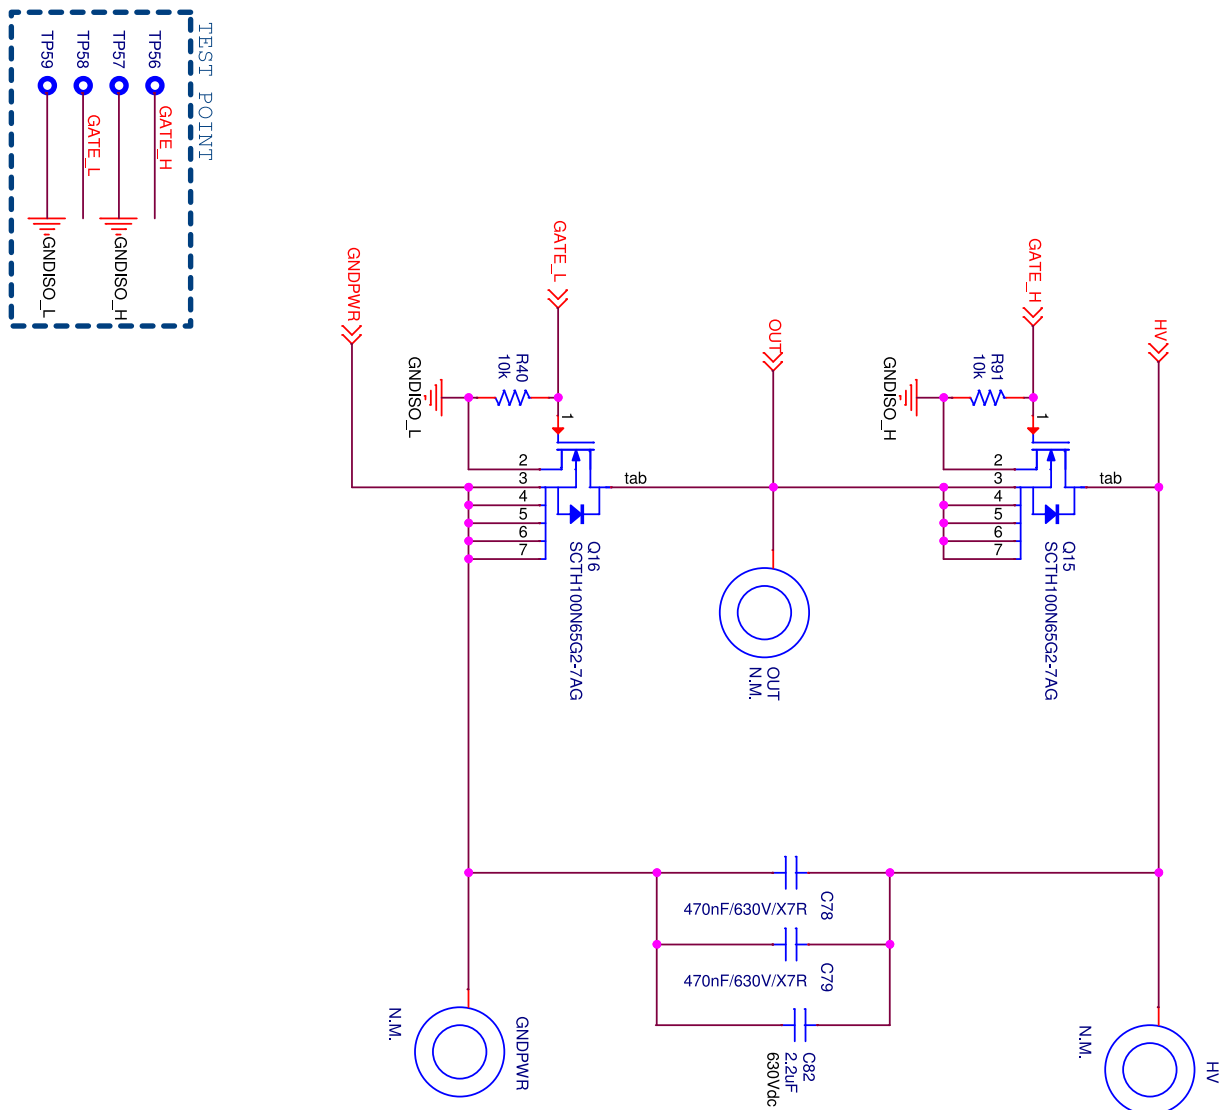 TEST POINT
TP56
GATE_H
TP57
GNDISO_H
TP58
GATE_L
TP59
GNDISO_L
HV
GATE_H
R91
10k
GNDISO_H
1
2
3
4
5
6
7
tab
Q15
SCTH100N65G2-7AG
OUT
OUT
N.M.
GATE_L
R40
10k
GNDISO_L
1
2
3
4
5
6
7
tab
Q16
SCTH100N65G2-7AG
GNDPWR
C78
470nF/630V/X7R
C79
470nF/630V/X7R
C82
2.2uF
630Vdc
HV
N.M.
GNDPWR
N.M.